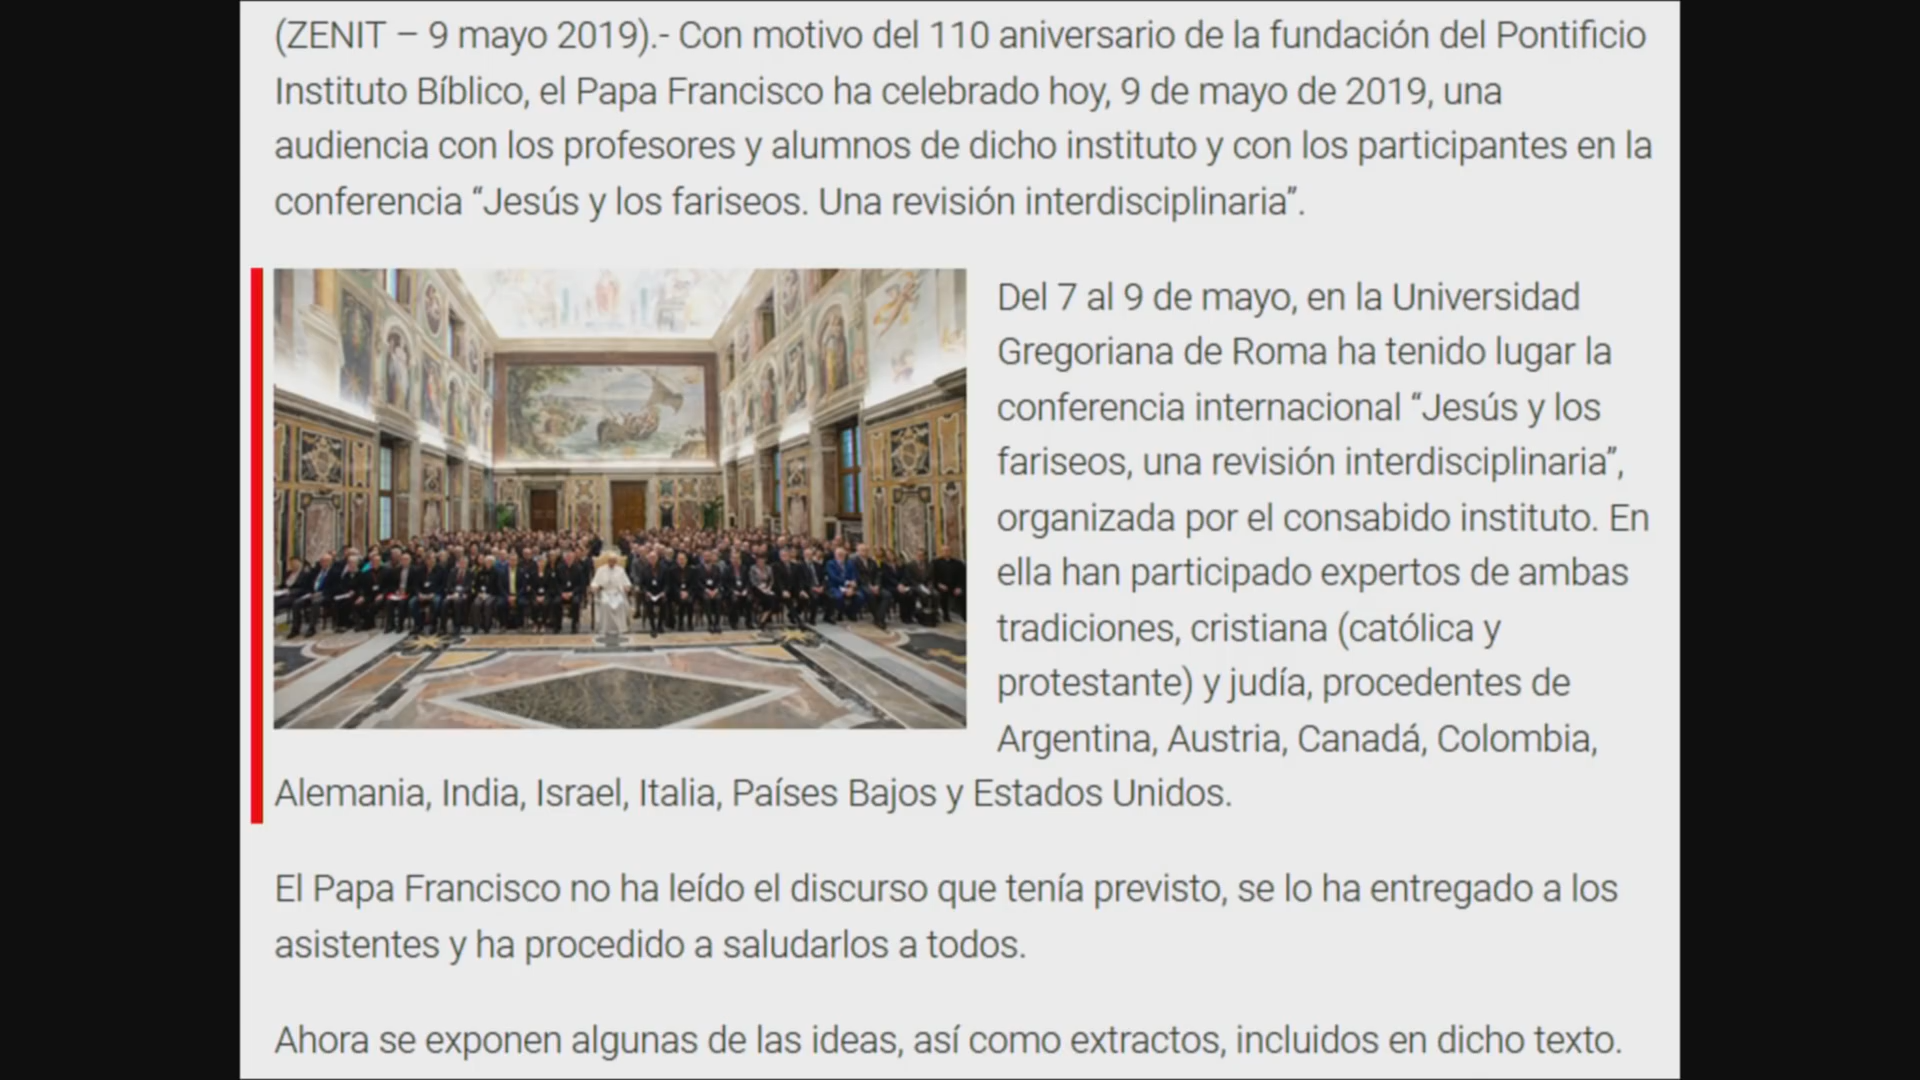 (ZENIT – 9 mayo 2019).- Con motivo del 110 aniversario de la fundación del Pontificio
Instituto Bíblico, el Papa Francisco ha celebrado hoy, 9 de mayo de 2019, una
audiencia con los profesores y alumnos de dicho instituto y con los participantes en la
conferencia “Jesús y los fariseos. Una revisión interdisciplinaria”.
Del 7 al 9 de mayo, en la Universidad
Gregoriana de Roma ha tenido lugar la
conferencia internacional “Jesús y los
fariseos, una revisión interdisciplinaria”,
organizada por el consabido instituto. En
ella han participado expertos de ambas
tradiciones, cristiana (católica y
protestante) y judía, procedentes de
Argentina, Austria, Canadá, Colombia,
Alemania, India, Israel, Italia, Países Bajos y Estados Unidos.
El Papa Francisco no ha leído el discurso que tenía previsto, se lo ha entregado a los
asistentes y ha procedido a saludarlos a todos.
Ahora se exponen algunas de las ideas, así como extractos, incluidos en dicho texto.